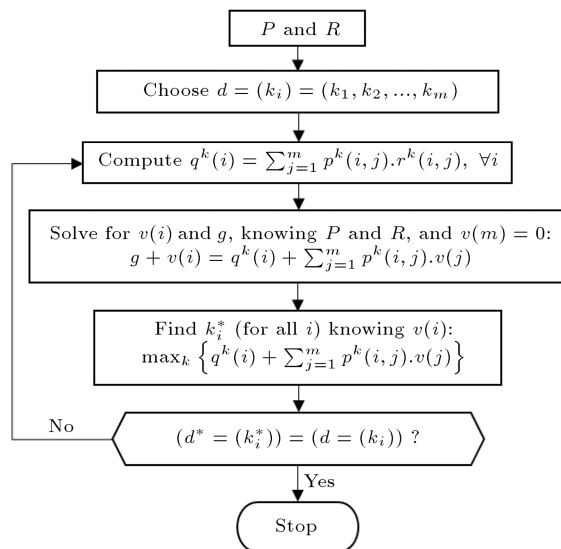 P and R
Choose d = (k_i) = (k_1, k_2, ..., k_m)
Compute q^k(i) = ∑_{j=1}^m p^k(i, j).r^k(i, j), ∀i
Solve for v(i) and g, knowing P and R, and v(m) = 0:
g + v(i) = q^k(i) + ∑_{j=1}^m p^k(i, j).v(j)
Find k_i^* (for all i) knowing v(i):
max_k {q^k(i) + ∑_{j=1}^m p^k(i, j).v(j)}
No
(d^* = (k_i^*)) = (d = (k_i)) ?
Yes
Stop